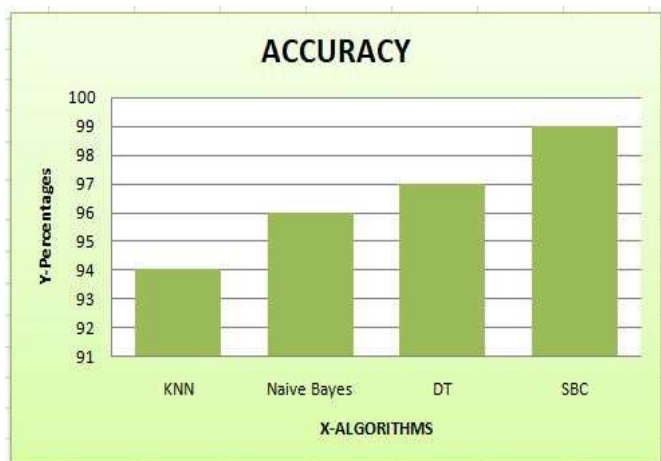 ACCURACY
Y-Percentages
100
99
98
97
96
95
94
93
92
91
KNN Naive Bayes DT SBC
X-ALGORITHMS